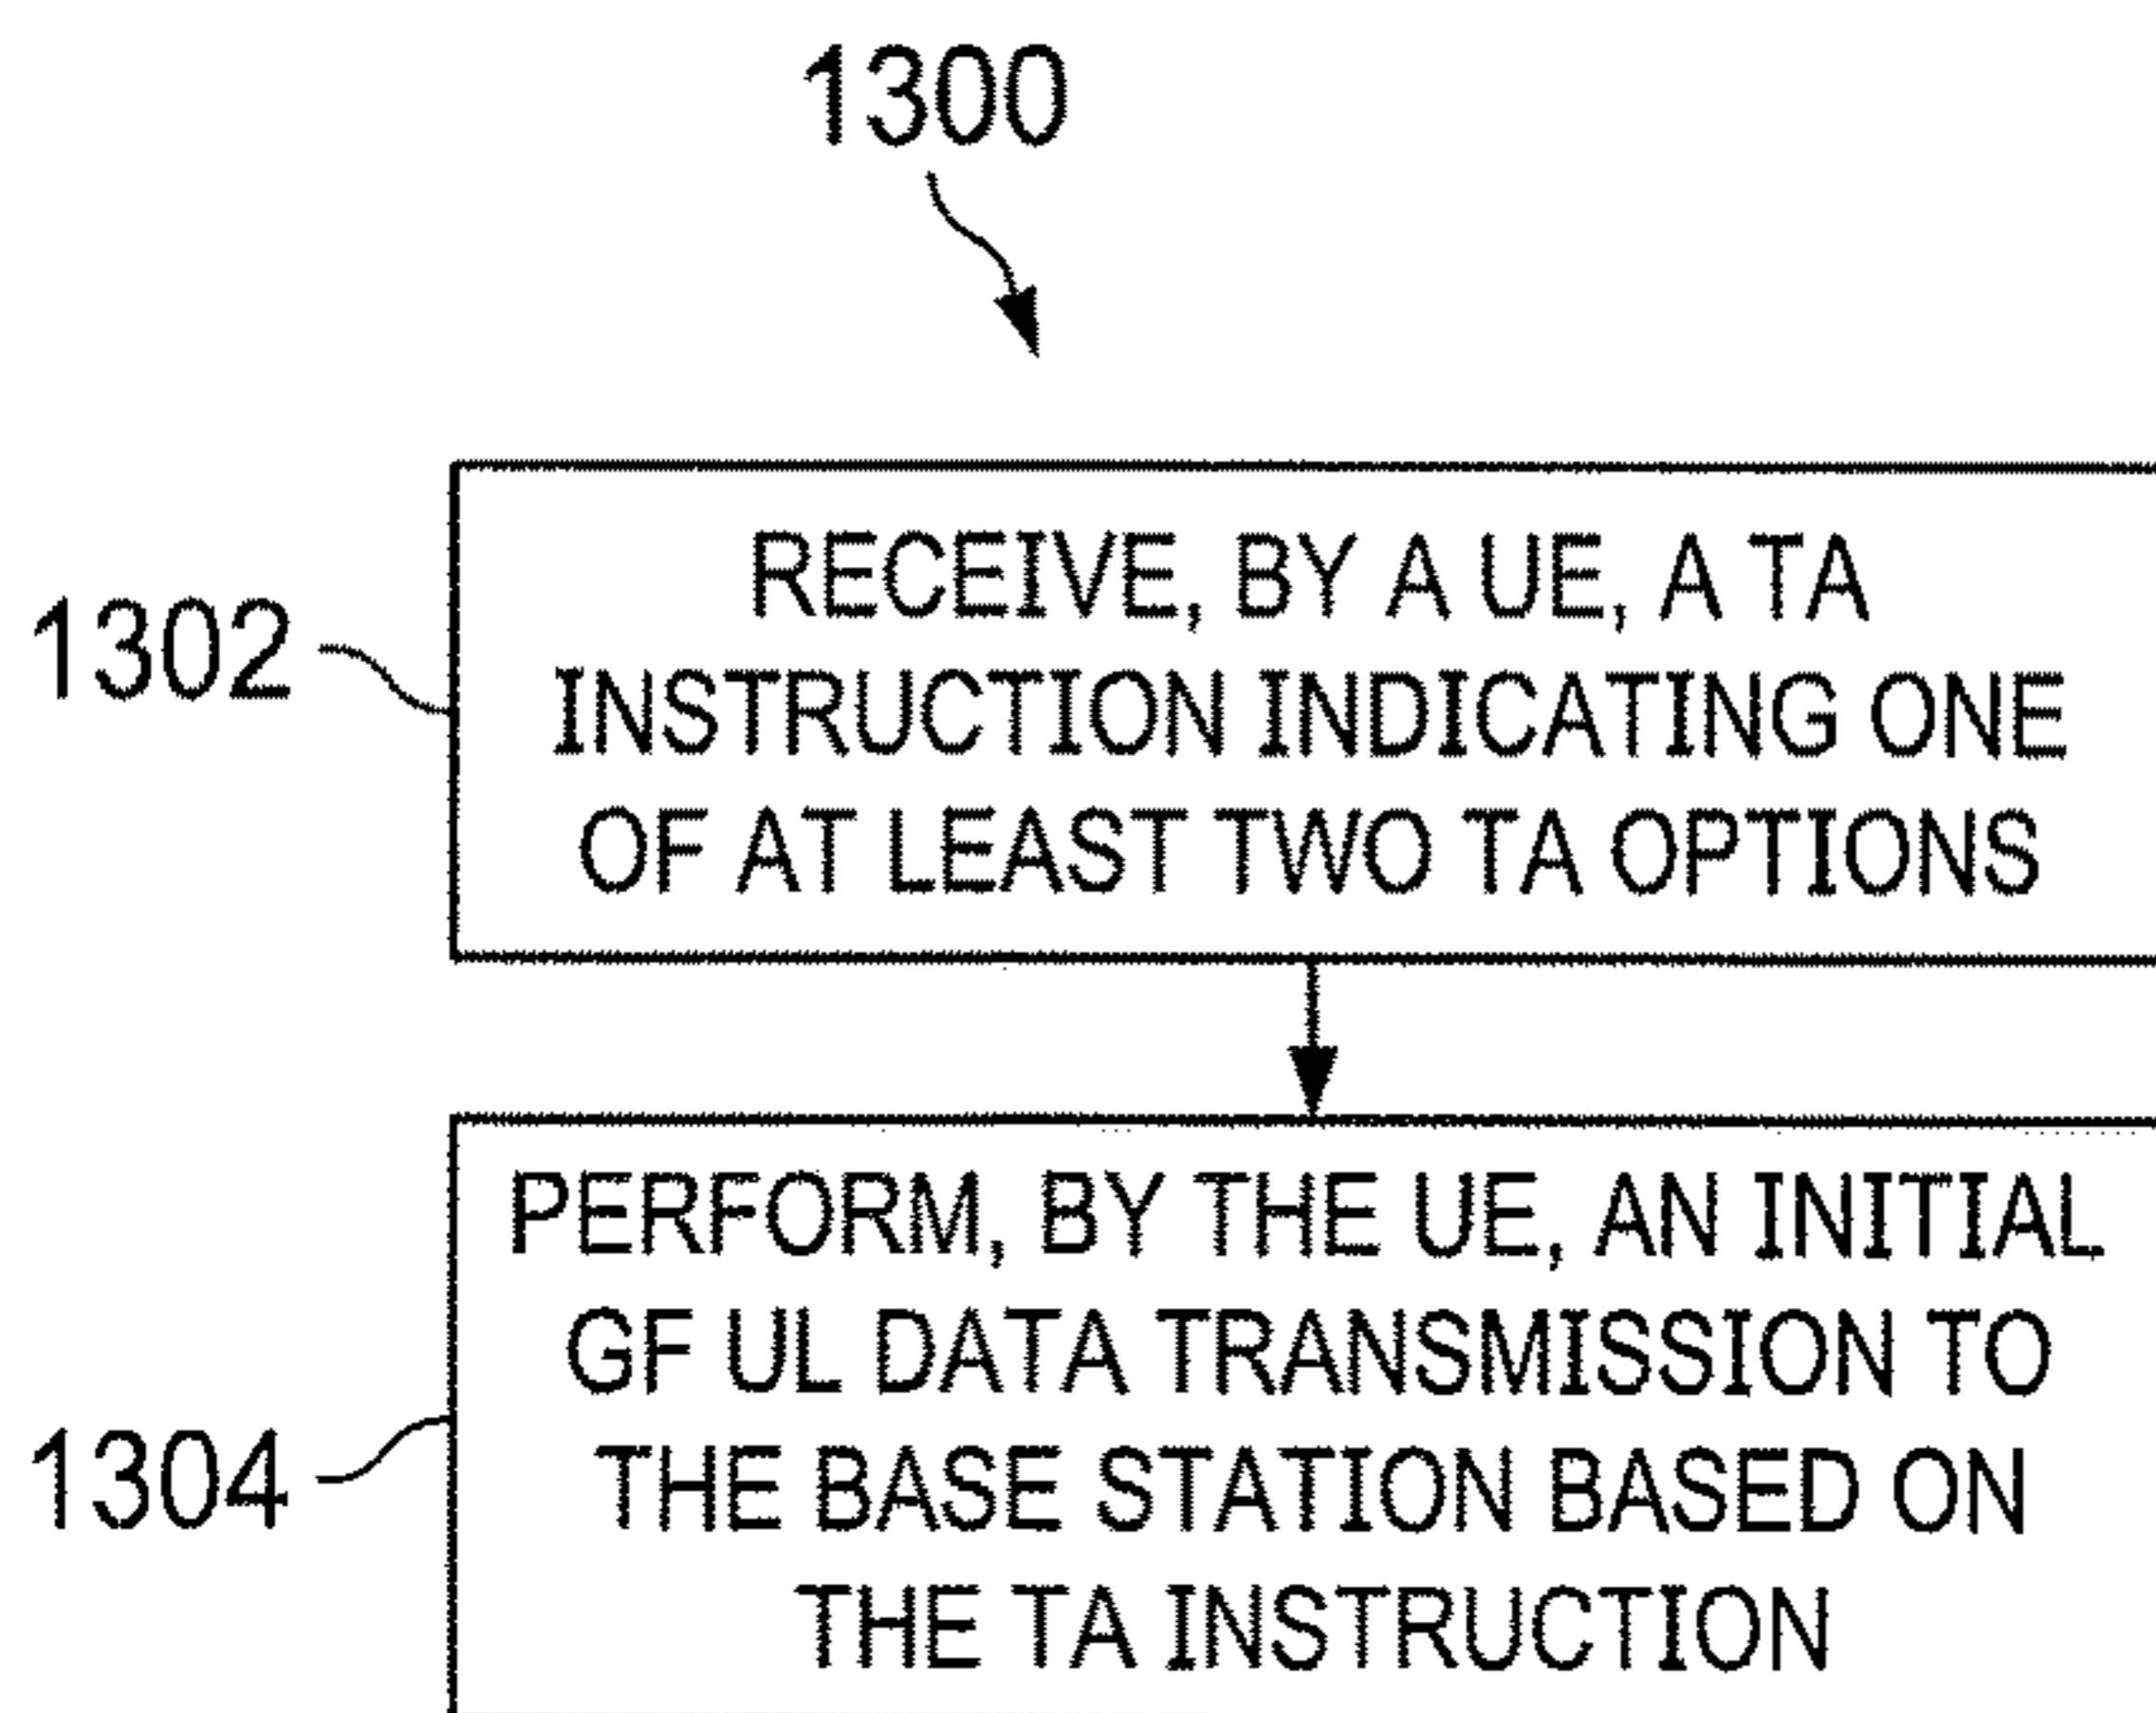 1300
1302
RECEIVE, BY A UE, A TA
INSTRUCTION INDICATING ONE
OF AT LEAST TWO TA OPTIONS
1304
PERFORM, BY THE UE, AN INITIAL
GF UL DATA TRANSMISSION TO
THE BASE STATION BASED ON
THE TA INSTRUCTION